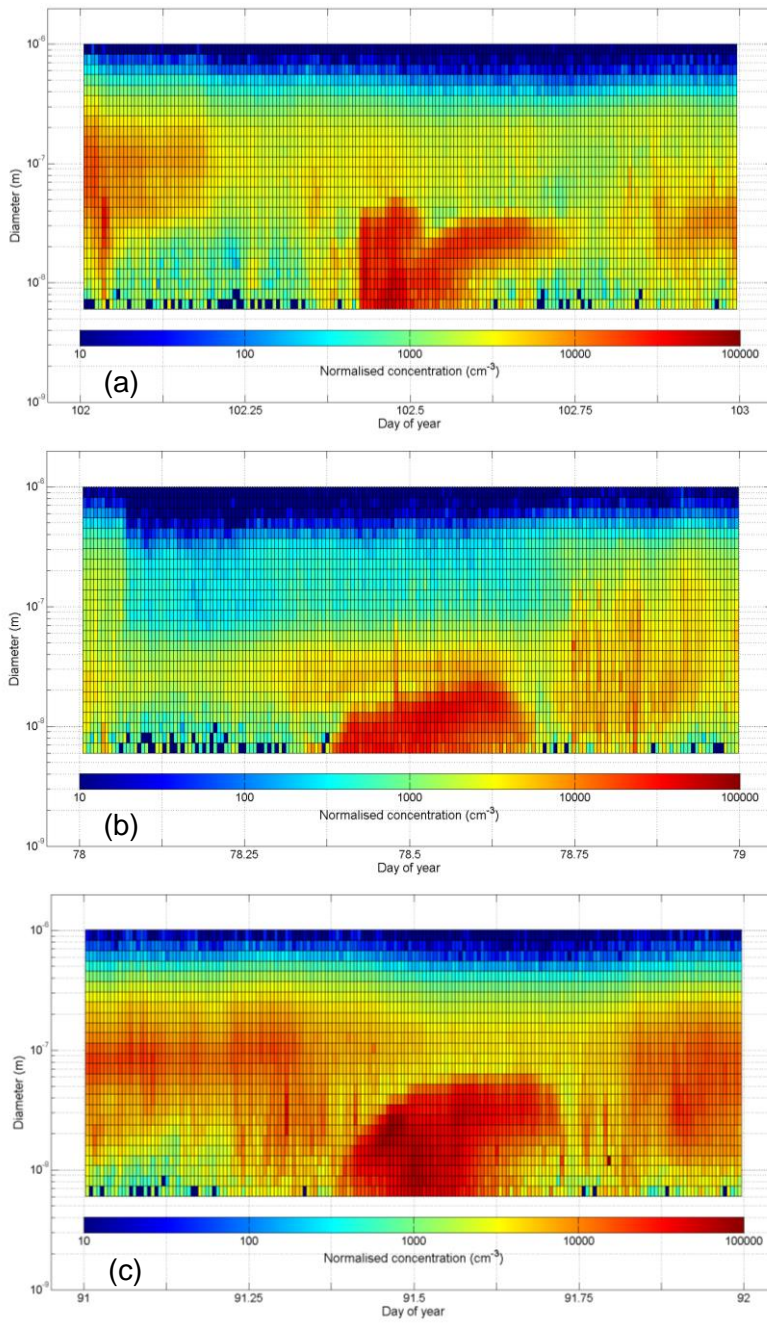 10⁻⁶
10⁻⁷
10⁻⁸
10⁻⁹
Diameter (m)
10 100 1000 10000 100000
Normalised concentration (cm⁻³)
(a)
102 102.25 102.5 102.75 103
Day of year
10⁻⁶
10⁻⁷
10⁻⁸
10⁻⁹
Diameter (m)
10 100 1000 10000 100000
Normalised concentration (cm⁻³)
(b)
78 78.25 78.5 78.75 79
Day of year
10⁻⁶
10⁻⁷
10⁻⁸
10⁻⁹
Diameter (m)
10 100 1000 10000 100000
Normalised concentration (cm⁻³)
(c)
91 91.25 91.5 91.75 92
Day of year